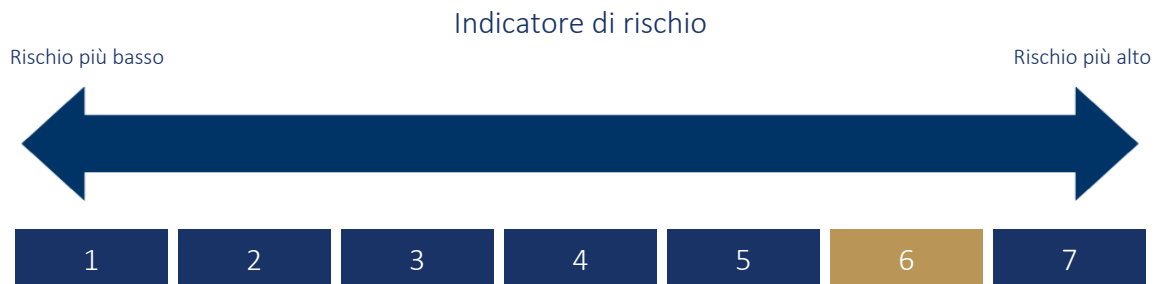 Indicatore di rischio
Rischio più basso Rischio più alto
1 2 3 4 5 6 7